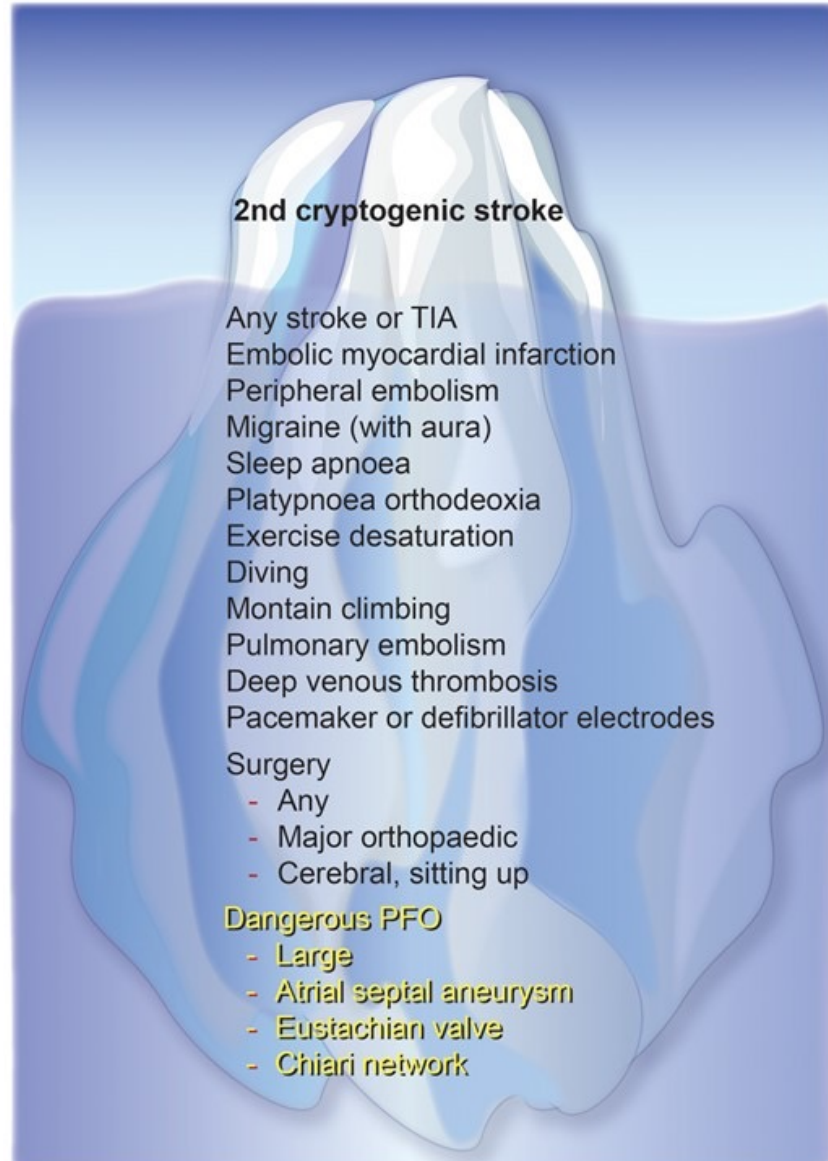 2nd cryptogenic stroke
Any stroke or TIA
Embolic myocardial infarction
Peripheral embolism
Migraine (with aura)
Sleep apnoea
Platypnoea orthodeoxia
Exercise desaturation
Diving
Montain climbing
Pulmonary embolism
Deep venous thrombosis
Pacemaker or defibrillator electrodes
Surgery
- Any
- Major orthopaedic
- Cerebral, sitting up
Dangerous PFO
- Large
- Atrial septal aneurysm
- Eustachian valve
- Chiari network